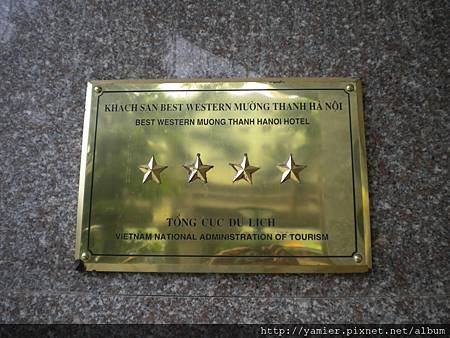 KHÁCH SẠN BEST WESTERN MƯỜNG THANH HÀ NỘI
BEST WESTERN MUONG THANH HANOI HOTEL
TỔNG CỤC DU LỊCH
VIETNAM NATIONAL ADMINISTRATION OF TOURISM
http://yamier.pixnet.net/album